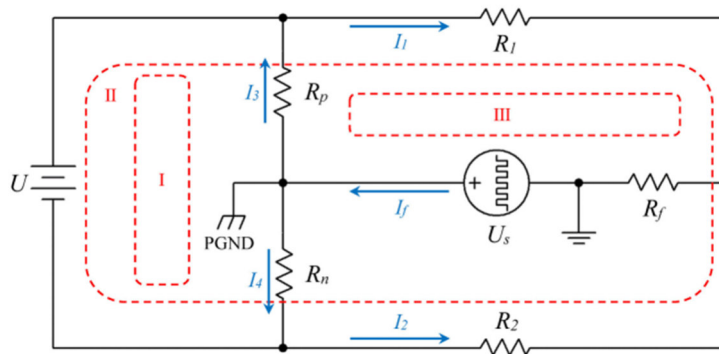 I1
R1
II
I3
Rp
III
U
I
+
PGND
If
Us
Rf
I4
Rn
I2
R2